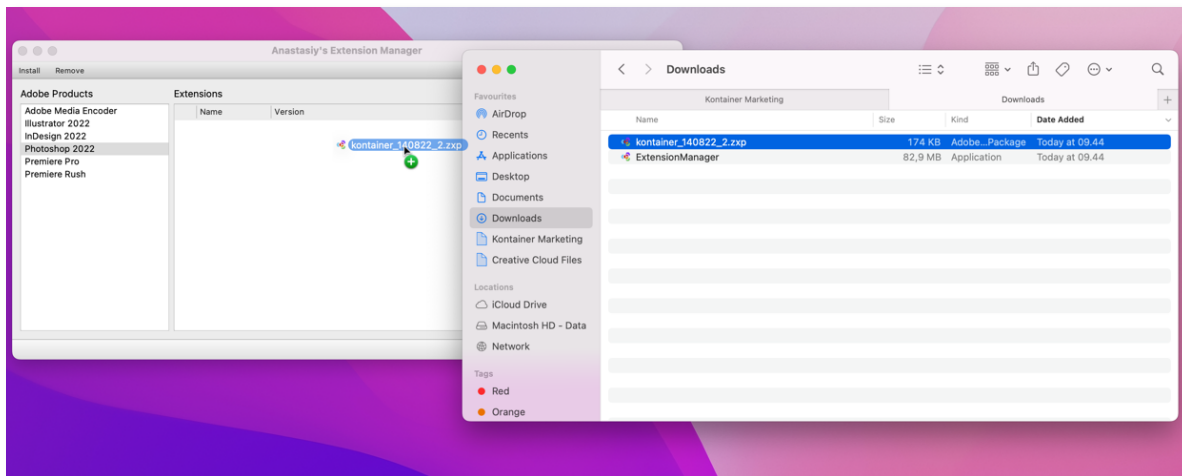 Anastasiy's Extension Manager
Install Remove
Adobe Products
Adobe Media Encoder
Illustrator 2022
InDesign 2022
Photoshop 2022
Premiere Pro
Premiere Rush
Extensions
Name Version
kontainer_140822_2.zxp
Favourites
AirDrop
Recents
Applications
Desktop
Documents
Downloads
Kontainer Marketing
Creative Cloud Files
Locations
iCloud Drive
Macintosh HD - Data
Network
Tags
Red
Orange
Downloads
Kontainer Marketing Downloads
Name Size Kind Date Added
kontainer_140822_2.zxp 174 KB Adobe...Package Today at 09.44
ExtensionManager 82,9 MB Application Today at 09.44